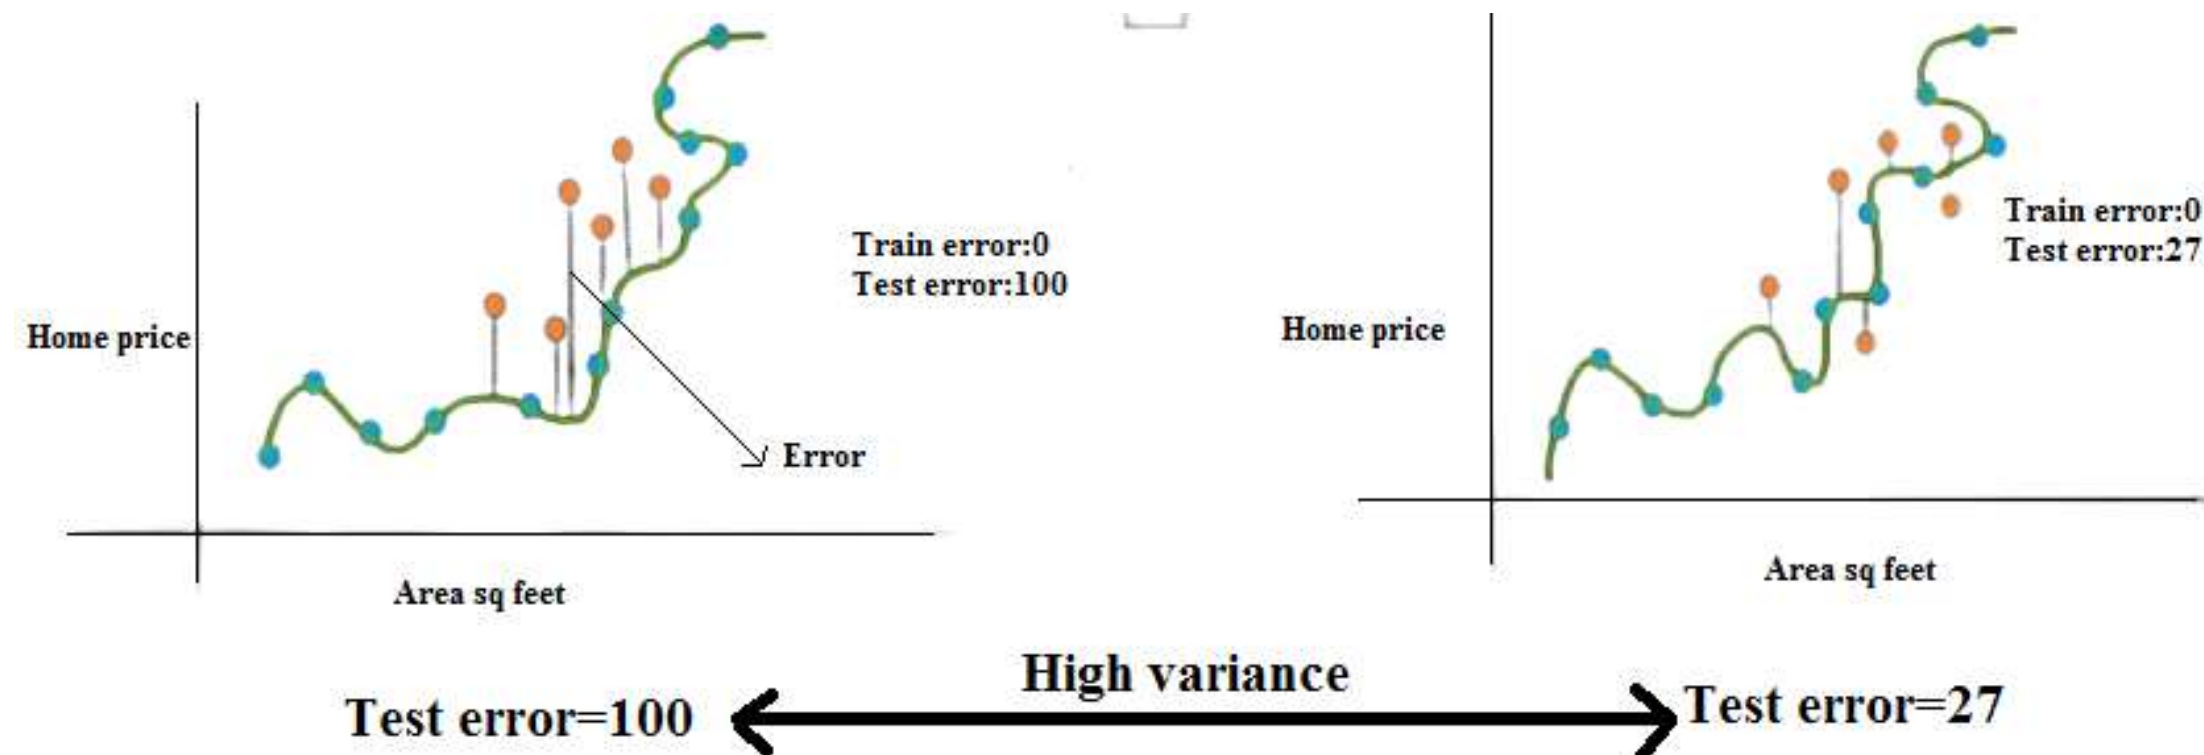 Train error:0
Test error:100
Home price
Error
Area sq feet
Train error:0
Test error:27
Home price
Area sq feet
High variance
Test error=100
Test error=27